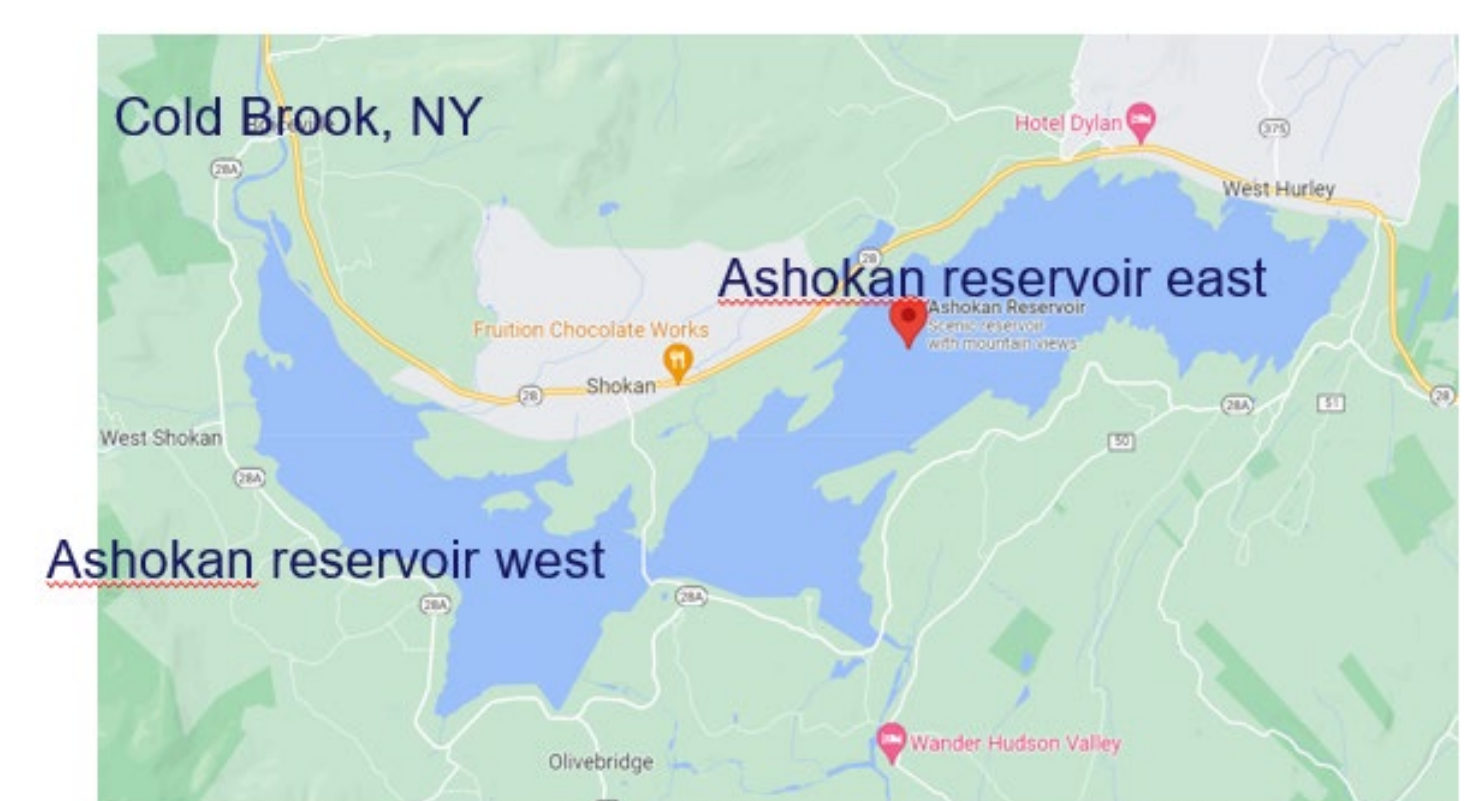 Cold Brook, NY
Hotel Dylan
375
28A
West Hurley
28
Ashokan reservoir east
Ashokan Reservoir
Scenic reservoir
with mountain views
Fruition Chocolate Works
Shokan
28
28A
51
28
West Shokan
50
28A
Ashokan reservoir west
28A
28A
Wander Hudson Valley
Olivebridge